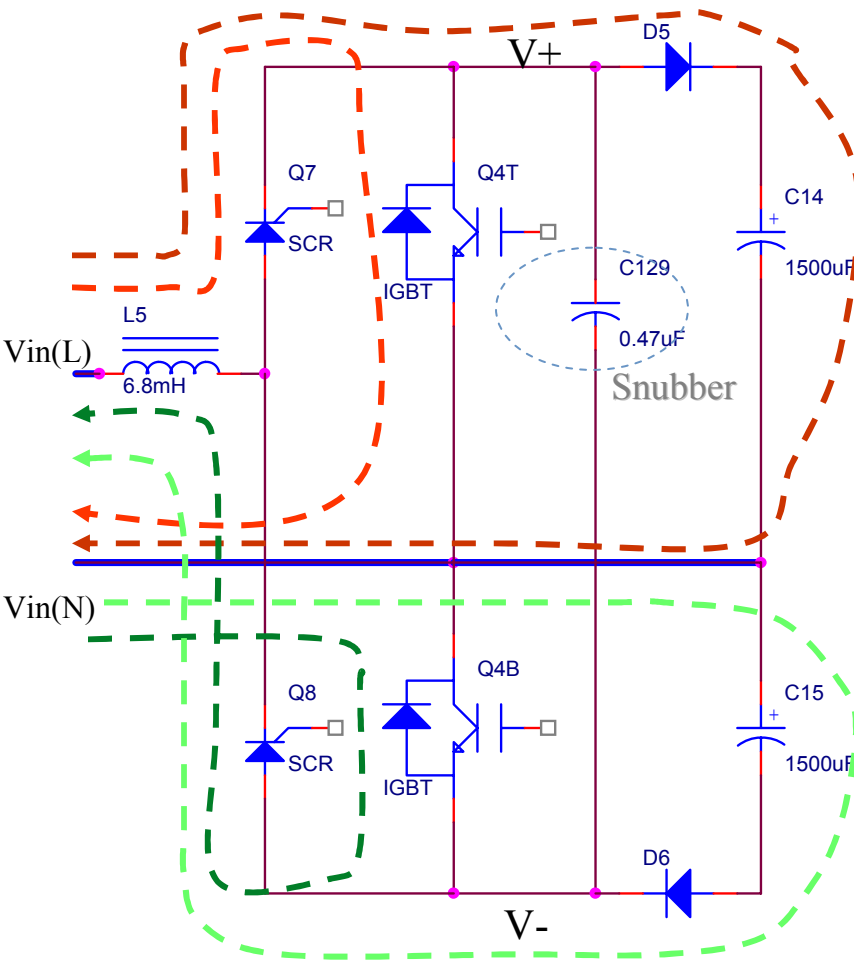 D5
V+
Q7
Q4T
C14
+
SCR
C129
1500uF
IGBT
L5
0.47uF
Vin(L)
6.8mH
Snubber
Vin(N)
Q8
Q4B
C15
+
SCR
1500uF
IGBT
D6
V-